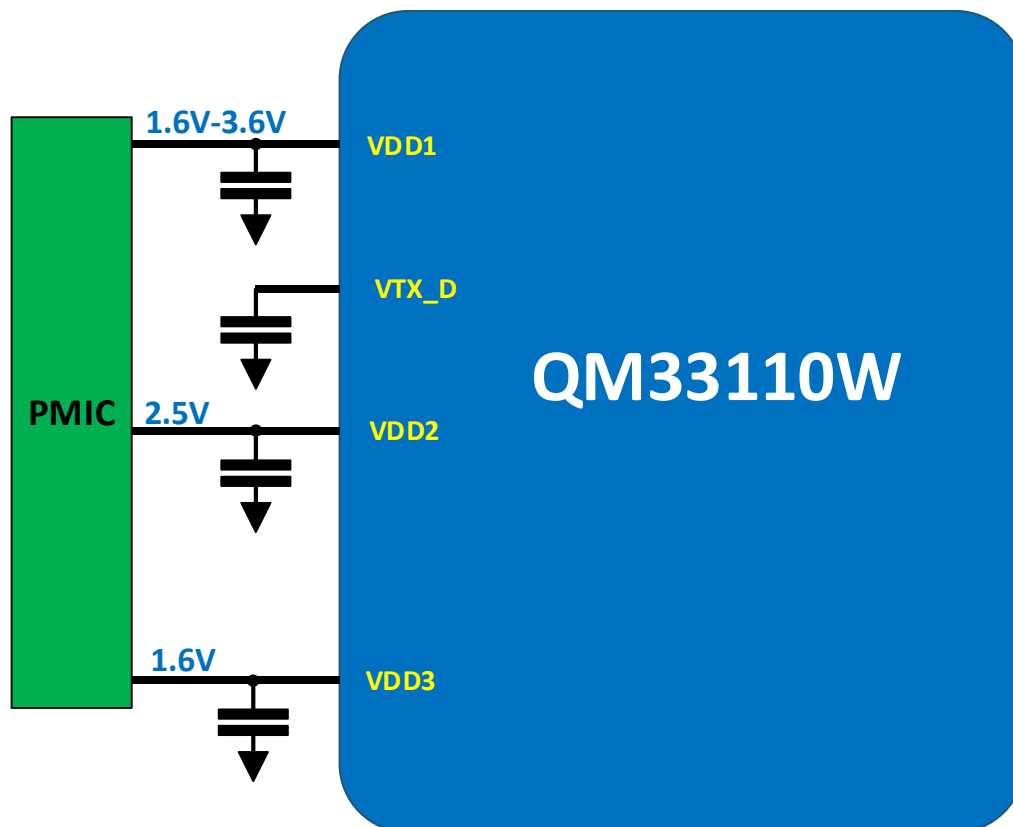 1.6V-3.6V
VDD1
VTX_D
QM33110W
PMIC
2.5V
VDD2
1.6V
VDD3